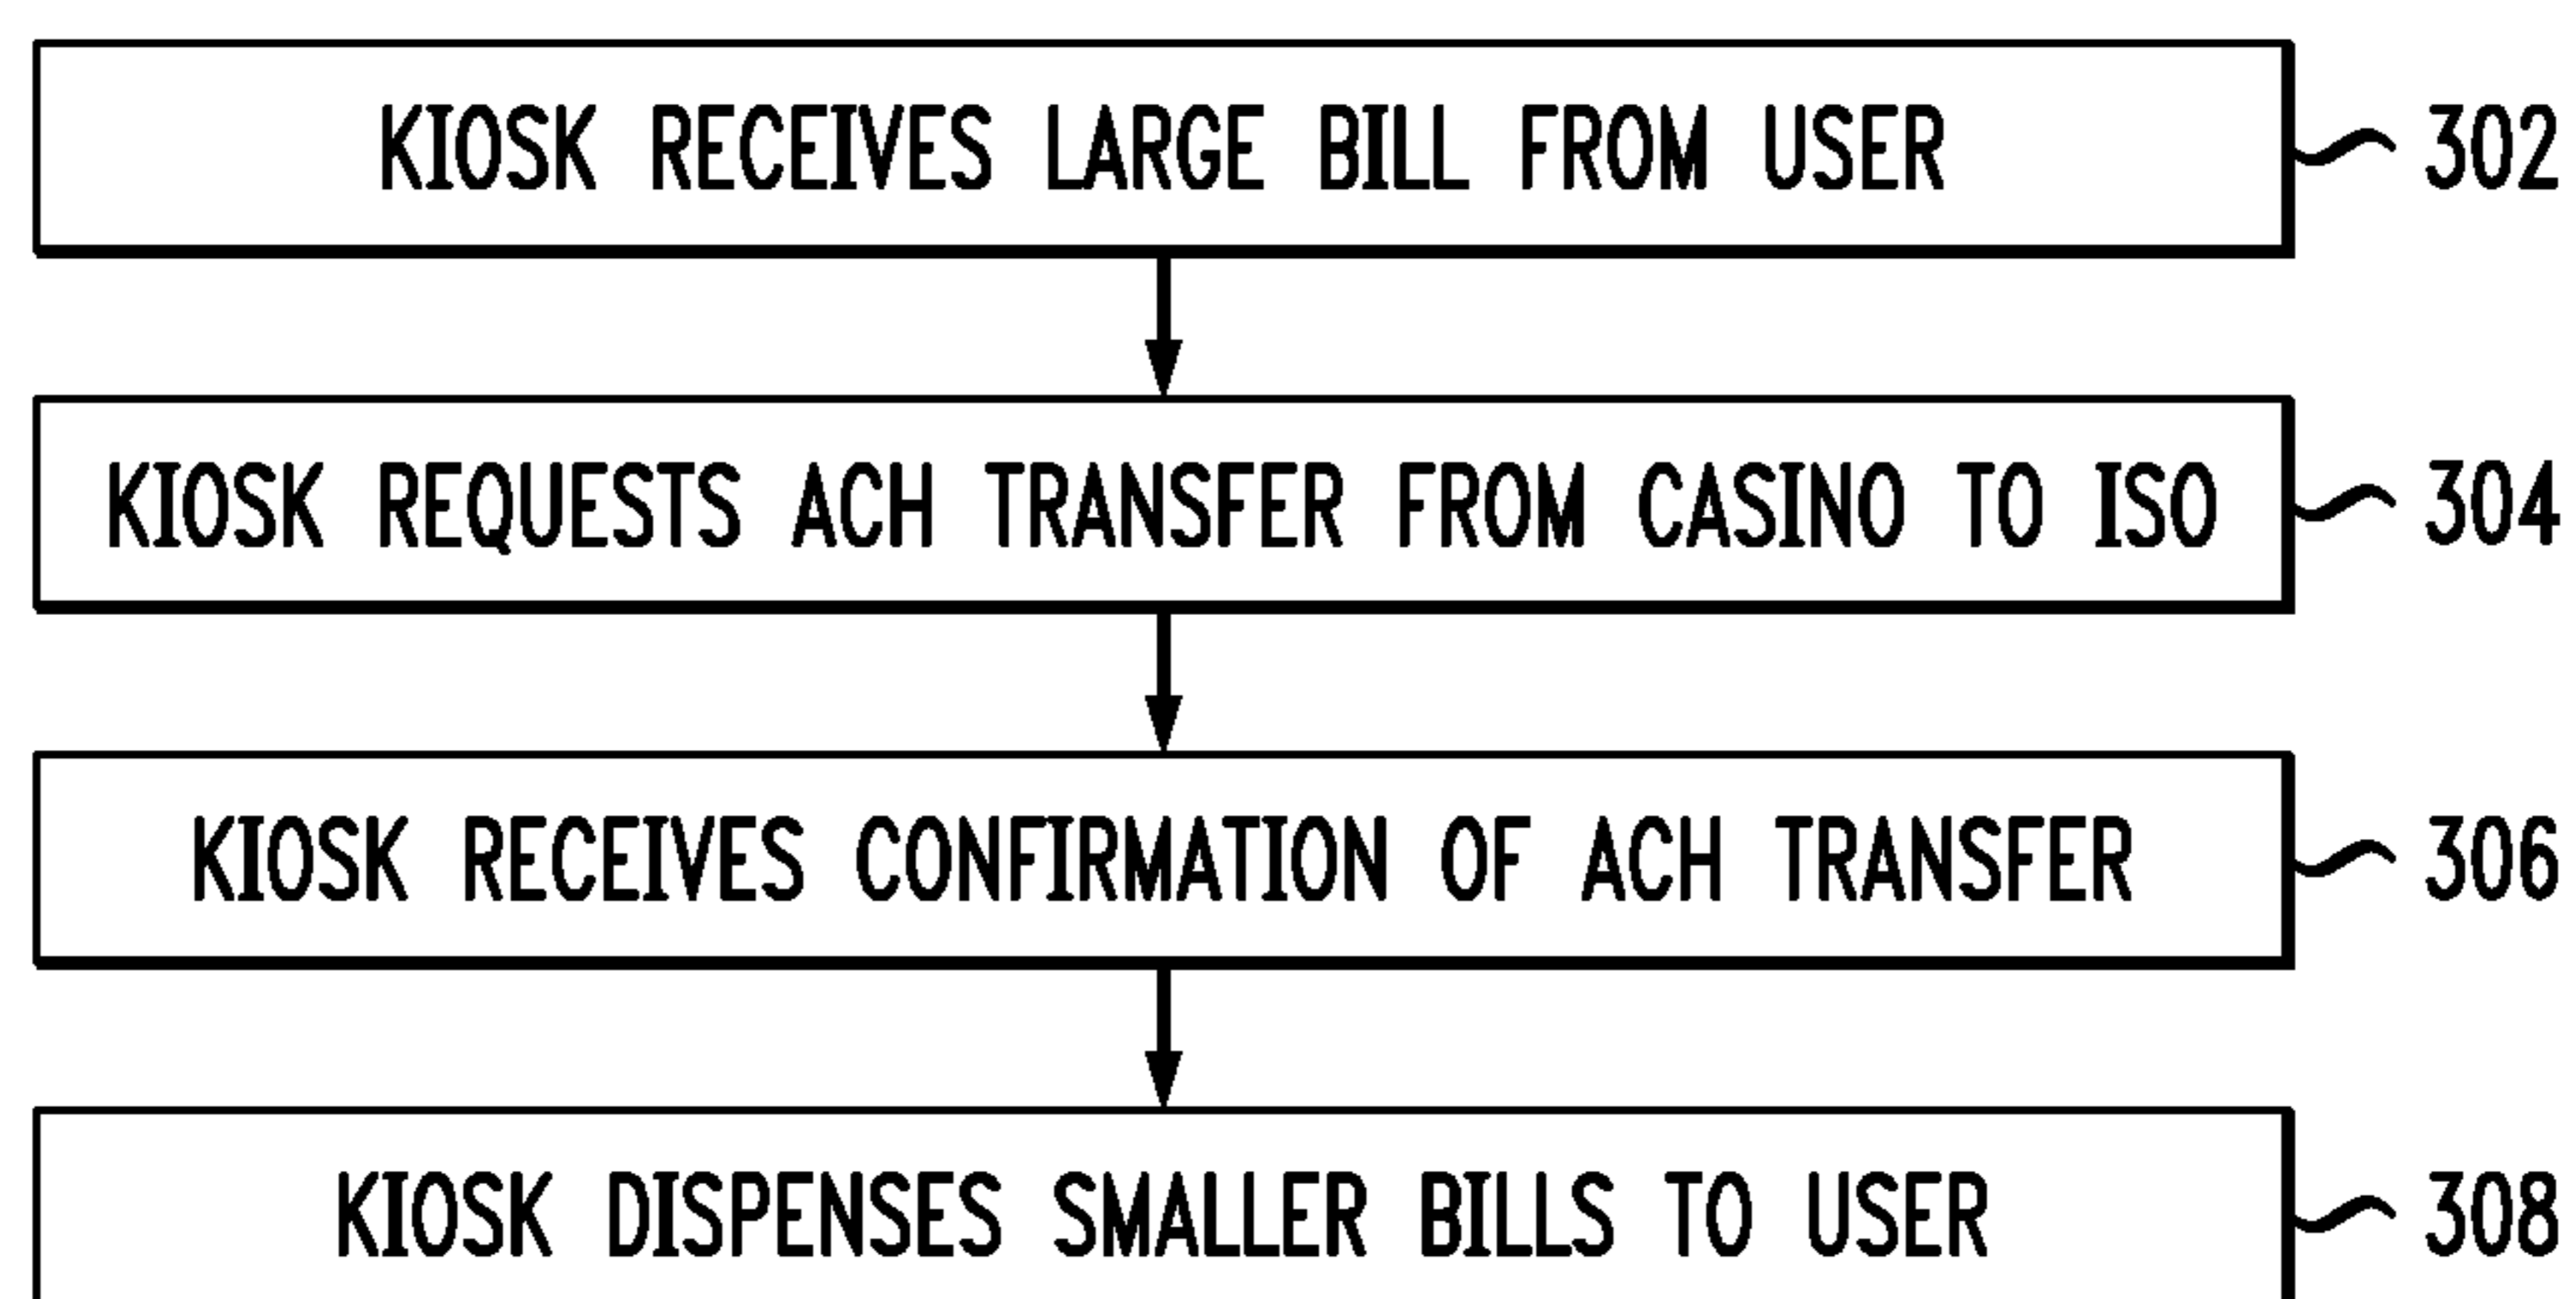 KIOSK RECEIVES LARGE BILL FROM USER 302
KIOSK REQUESTS ACH TRANSFER FROM CASINO TO ISO 304
KIOSK RECEIVES CONFIRMATION OF ACH TRANSFER 306
KIOSK DISPENSES SMALLER BILLS TO USER 308